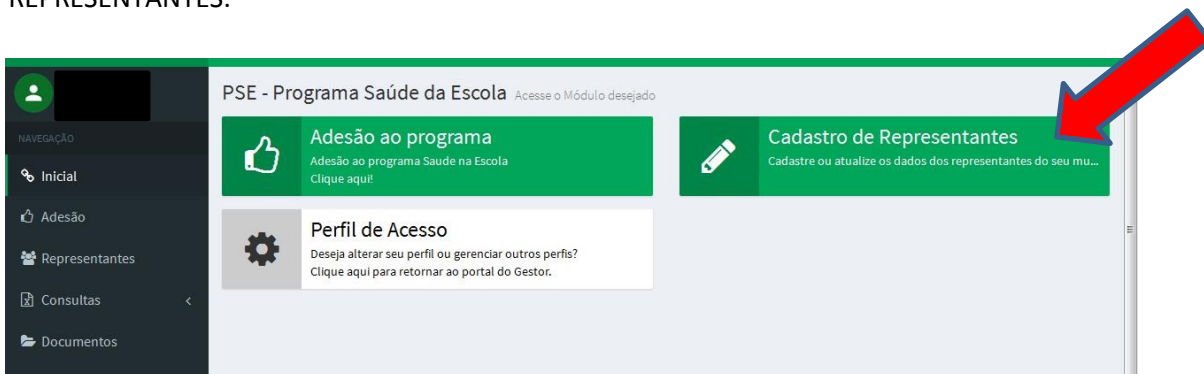 REPRESENTANTES.
PSE - Programa Saúde da Escola Acesse o Módulo desejado
NAVEGAÇÃO
Inicial
Adesão
Representantes
Consultas
Documentos
Adesão ao programa
Adesão ao programa Saude na Escola
Clique aqui!
Cadastro de Representantes
Cadastre ou atualize os dados dos representantes do seu mu...
Perfil de Acesso
Deseja alterar seu perfil ou gerenciar outros perfis?
Clique aqui para retornar ao portal do Gestor.